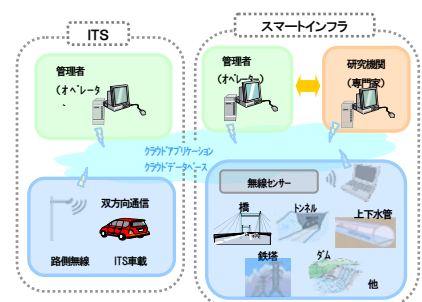 ITS
管理者
(オペレータ
クラウドアプリケーション
クラウドデータベース
双方向通信
路側無線
ITS車載
スマートインフラ
管理者
(オペレーター)
研究機関
(専門家)
無線センサー
橋
トンネル
上下水管
鉄塔
ダム
他